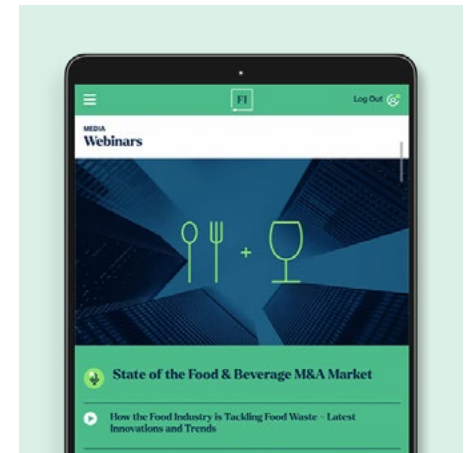 FI
Log Out
MEDIA
Webinars
State of the Food & Beverage M&A Market
How the Food Industry is Tackling Food Waste – Latest
Innovations and Trends